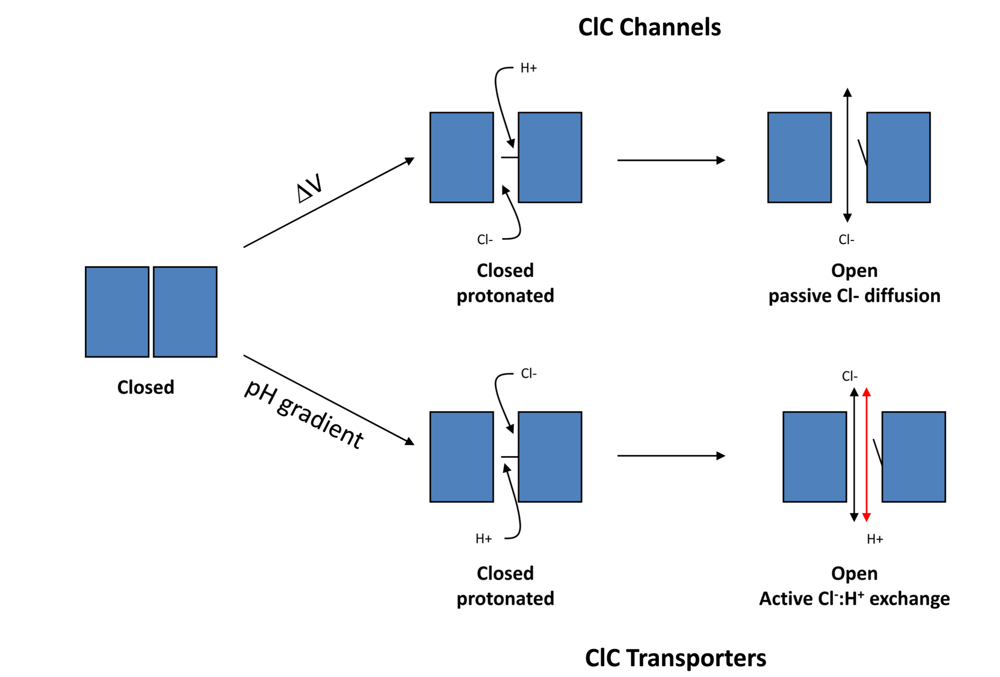 ClC Channels
H+
ΔV
Cl-
Cl-
Closed
protonated
Open
passive Cl- diffusion
Closed
pH gradient
Cl-
Cl-
H+
H+
Closed
protonated
Open
Active Cl⁻:H⁺ exchange
ClC Transporters